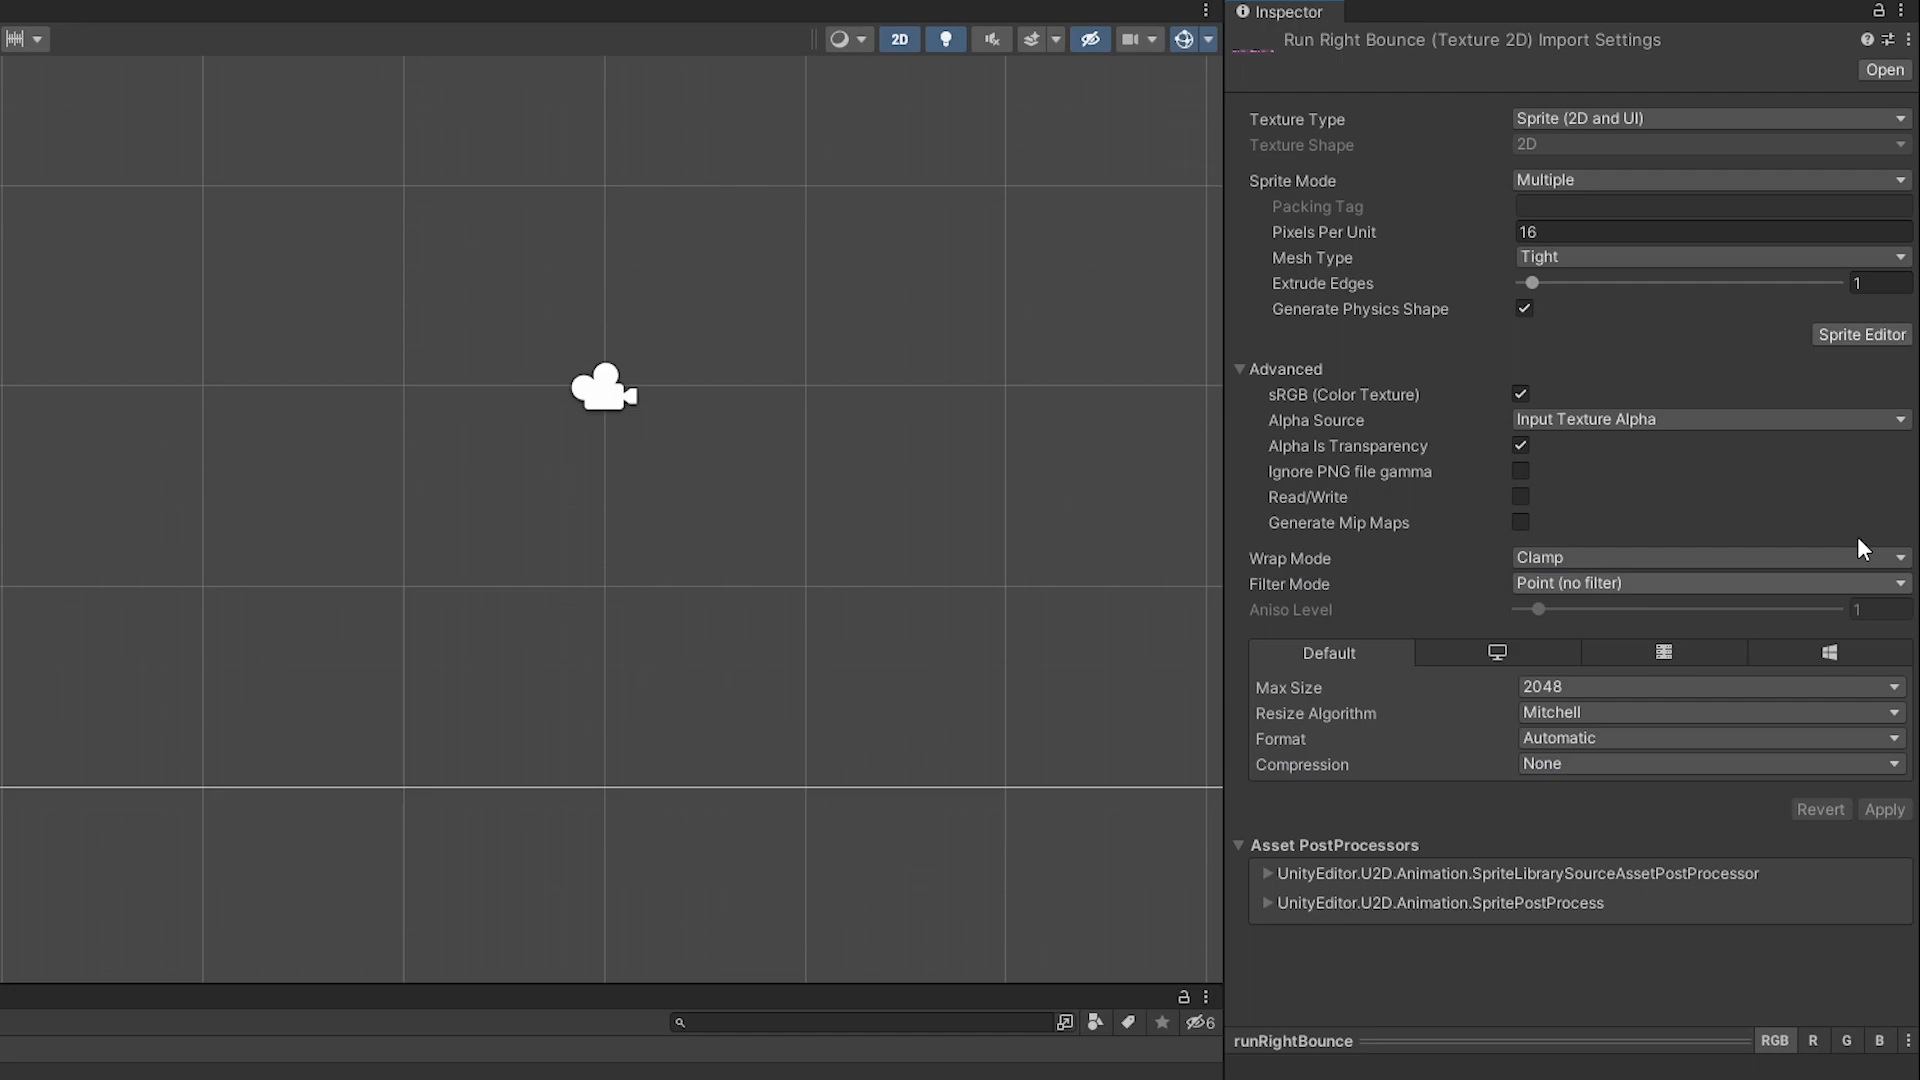 Inspector
Run Right Bounce (Texture 2D) Import Settings
Open
2D
Texture Type Sprite (2D and UI)
Texture Shape 2D
Sprite Mode Multiple
Packing Tag
Pixels Per Unit 16
Mesh Type Tight
Extrude Edges 1
Generate Physics Shape
Sprite Editor
Advanced
sRGB (Color Texture)
Alpha Source Input Texture Alpha
Alpha Is Transparency
Ignore PNG file gamma
Read/Write
Generate Mip Maps
Wrap Mode Clamp
Filter Mode Point (no filter)
Aniso Level 1
Default
Max Size 2048
Resize Algorithm Mitchell
Format Automatic
Compression None
Revert Apply
Asset PostProcessors
UnityEditor.U2D.Animation.SpriteLibrarySourceAssetPostProcessor
UnityEditor.U2D.Animation.SpritePostProcess
6
runRightBounce RGB R G B